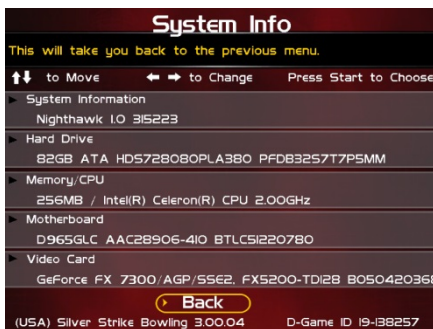 System Info
This will take you back to the previous menu.
to Move to Change Press Start to Choose
System Information
Nighthawk 1.0 315223
Hard Drive
82GB ATA HDS728080PLA380 PFDB32S7T7P5MM
Memory/CPU
256MB / Intel(R) Celeron(R) CPU 2.00GHz
Motherboard
D965GLC AAC28906-410 BTLC51220780
Video Card
GeForce FX 7300/AGP/SSE2, FX5200-TD128 B05042036
Back
(USA) Silver Strike Bowling 3.00.04 D-Game ID 19-138257